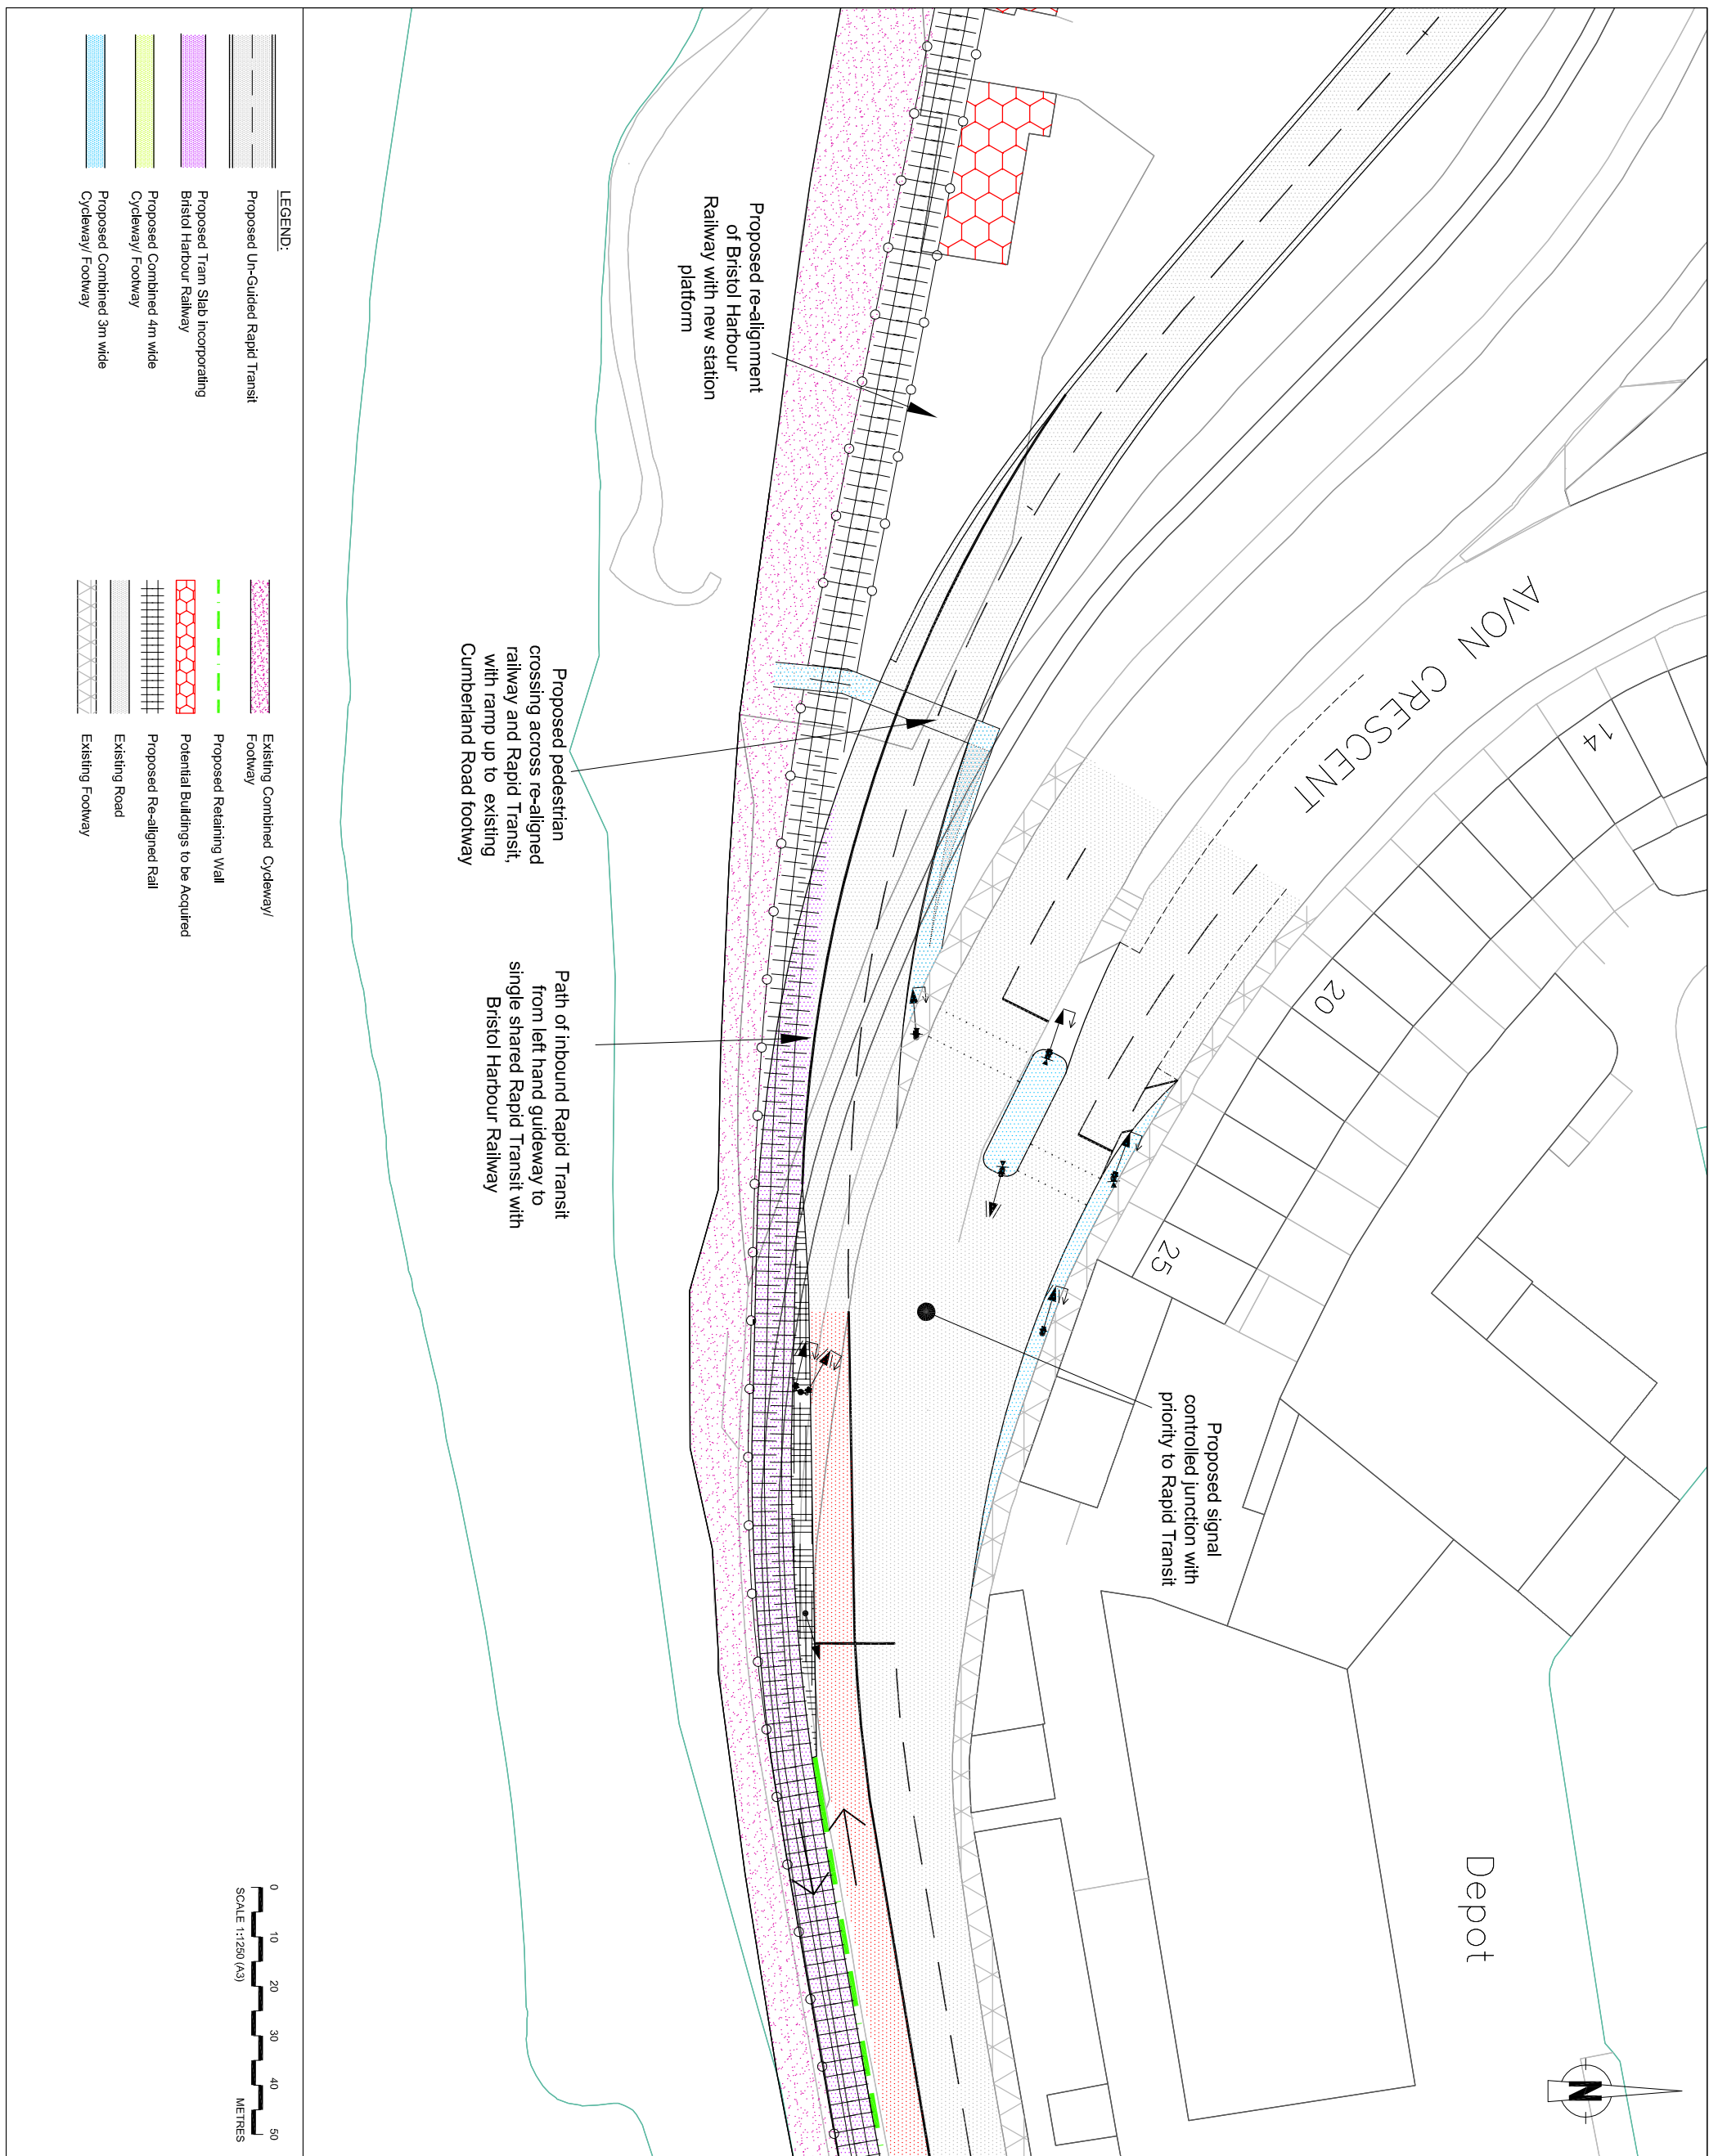 AVON CRESCENT
14
20
25
Depot
N
Proposed re-alignment
of Bristol Harbour
Railway with new station
platform
Proposed pedestrian
crossing across re-aligned
railway and Rapid Transit,
with ramp up to existing
Cumberland Road footway
Path of inbound Rapid Transit
from left hand guideway to
single shared Rapid Transit with
Bristol Harbour Railway
Proposed signal
controlled junction with
priority to Rapid Transit
LEGEND:
Proposed Un-Guided Rapid Transit
Proposed Tram Slab incorporating
Bristol Harbour Railway
Proposed Combined 4m wide
Cycleway/ Footway
Proposed Combined 3m wide
Cycleway/ Footway
Existing Combined Cycleway/
Footway
Proposed Retaining Wall
Potential Buildings to be Acquired
Proposed Re-aligned Rail
Existing Road
Existing Footway
0 10 20 30 40 50
SCALE 1:1250 (A3) METRES